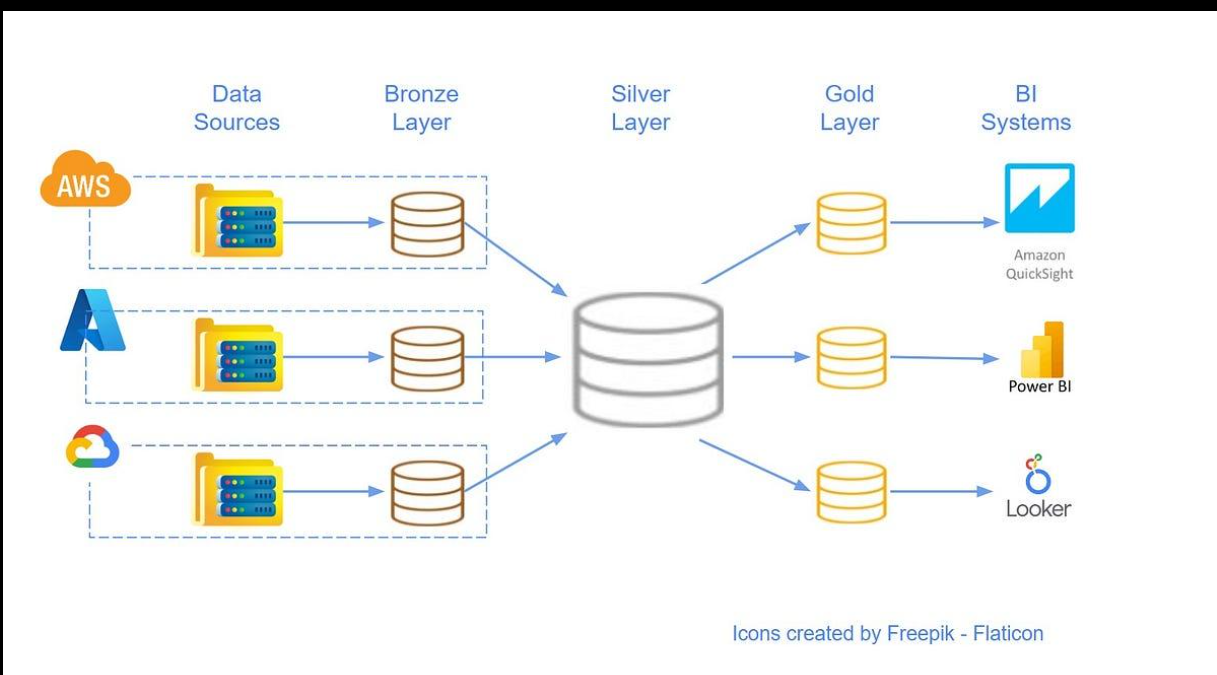 Data
Sources
Bronze
Layer
Silver
Layer
Gold
Layer
BI
Systems
AWS
Amazon
QuickSight
Power BI
Looker
Icons created by Freepik - Flaticon